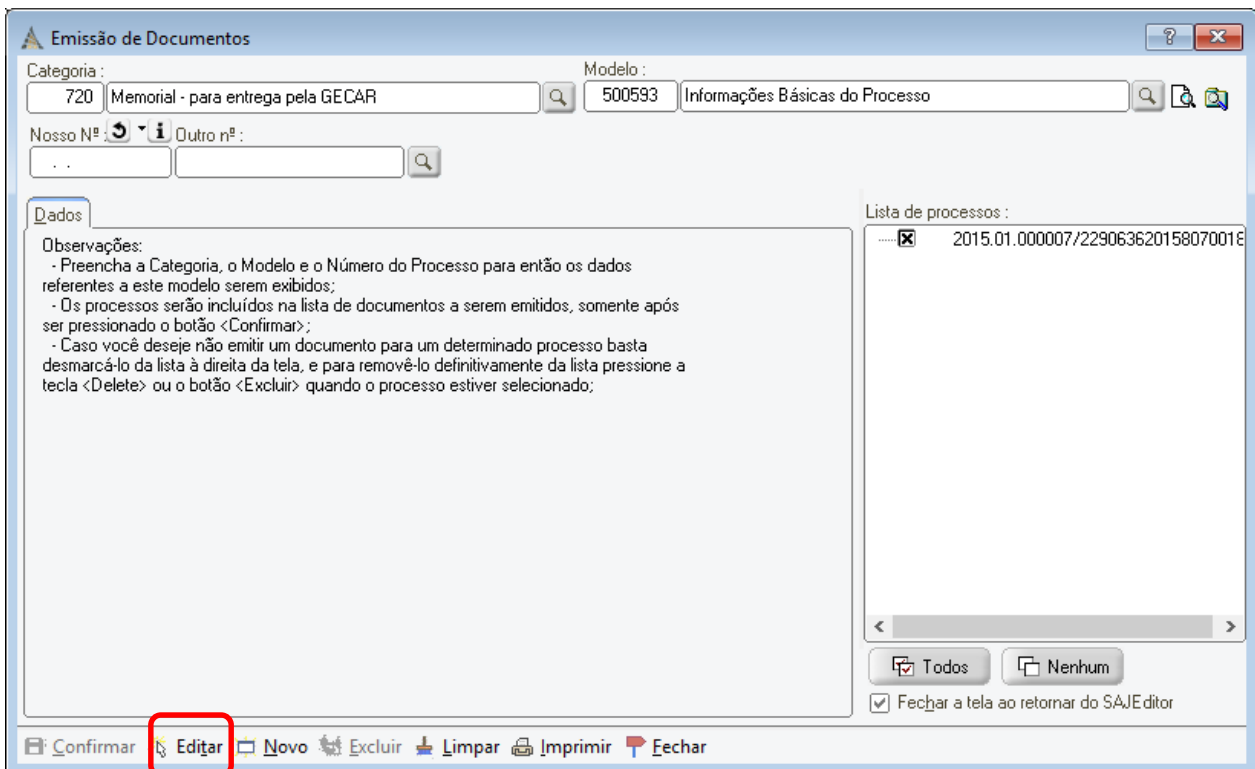 Emissão de Documentos
Categoria :
Modelo :
720 Memorial - para entrega pela GECAR
500593 Informações Básicas do Processo
Nosso Nº :
Outro nº :
. .
Dados
Lista de processos :
Observações:
2015.01.000007/229063620158070018
- Preencha a Categoria, o Modelo e o Número do Processo para então os dados
referentes a este modelo serem exibidos;
- Os processos serão incluídos na lista de documentos a serem emitidos, somente após
ser pressionado o botão <Confirmar>;
- Caso você deseje não emitir um documento para um determinado processo basta
desmarcá-lo da lista à direita da tela, e para removê-lo definitivamente da lista pressione a
tecla <Delete> ou o botão <Excluir> quando o processo estiver selecionado;
Todos Nenhum
Fechar a tela ao retornar do SAJEditor
Confirmar Editar Novo Excluir Limpar Imprimir Fechar